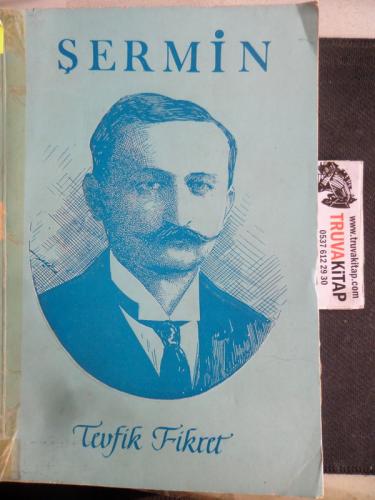 ŞERMİN
Tevfik Fikret
www.truvakitap.com
TRUVAKİTAP
0537 612 29 30